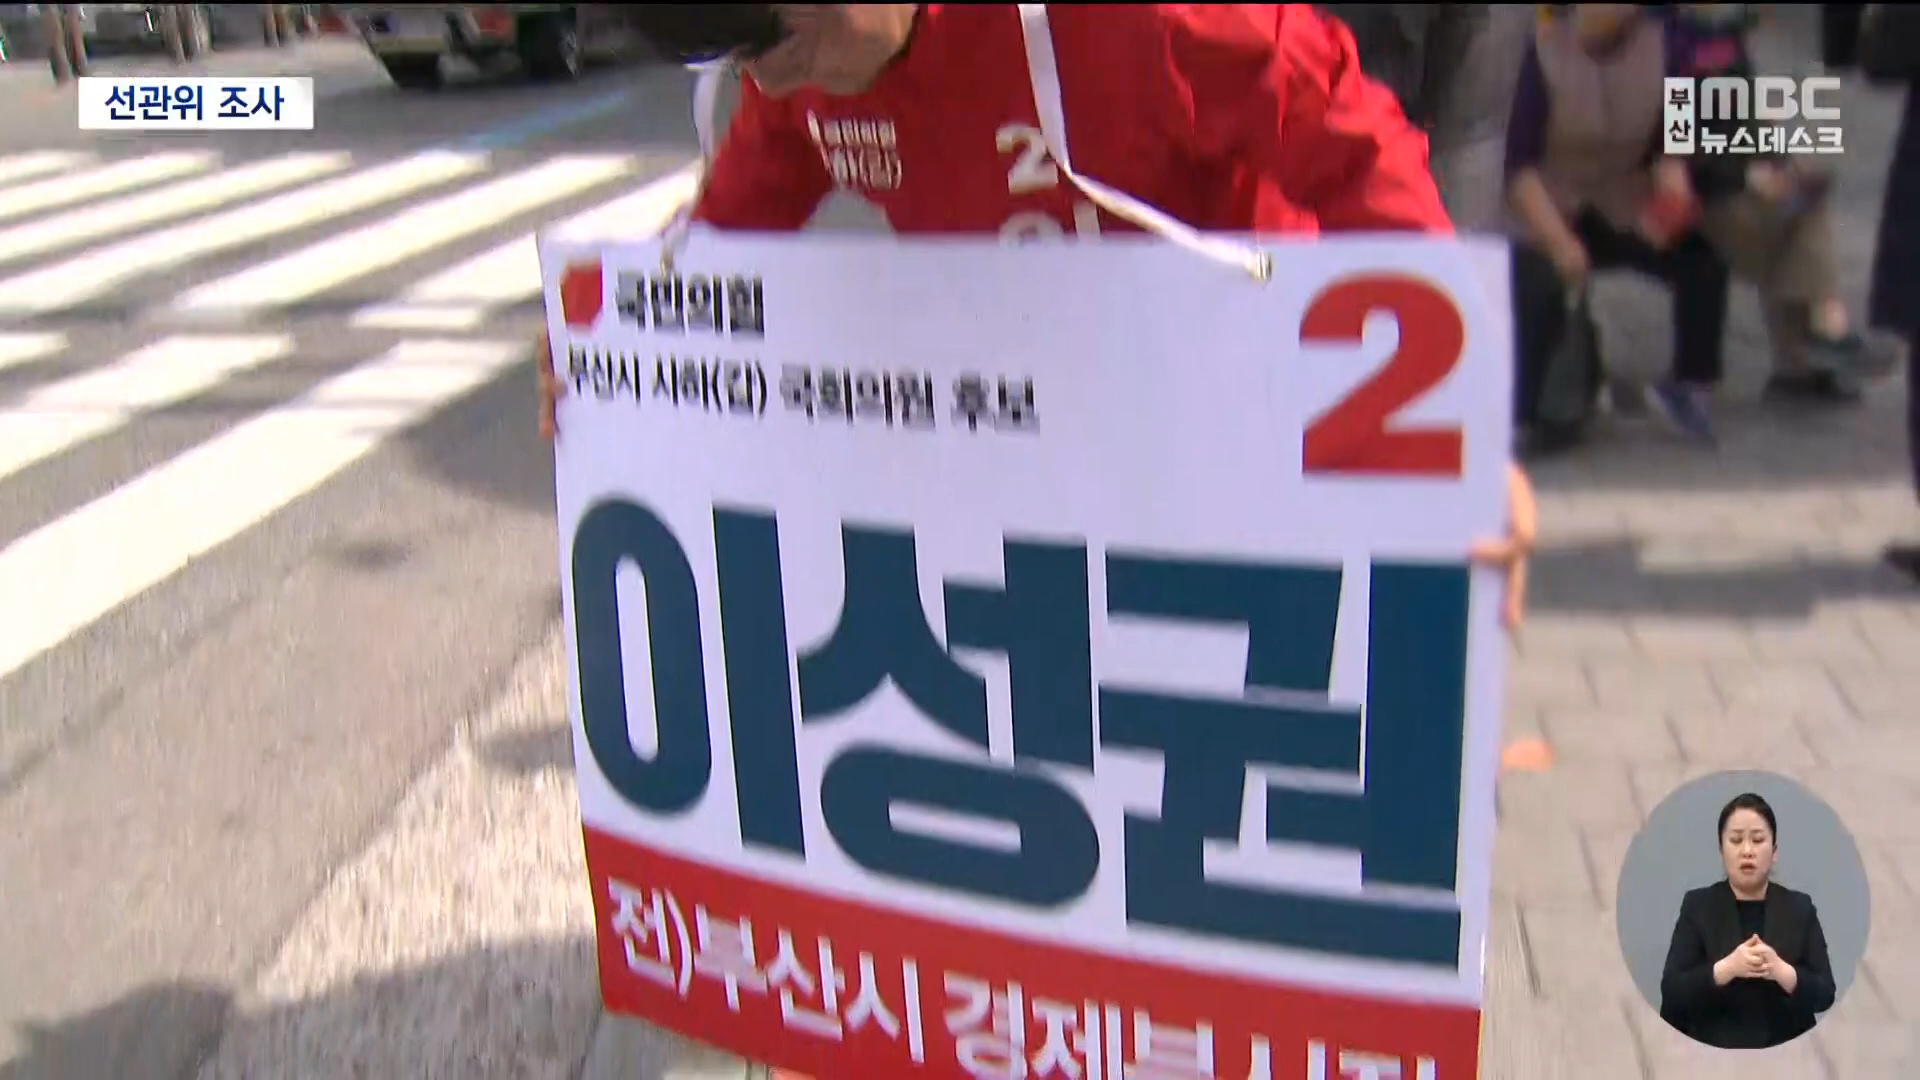 선관위 조사
부산 MBC
뉴스데스크
2
국민의힘
2
부산시 사하(갑) 국회의원 후보
이성권
전)부산시 경제부시장